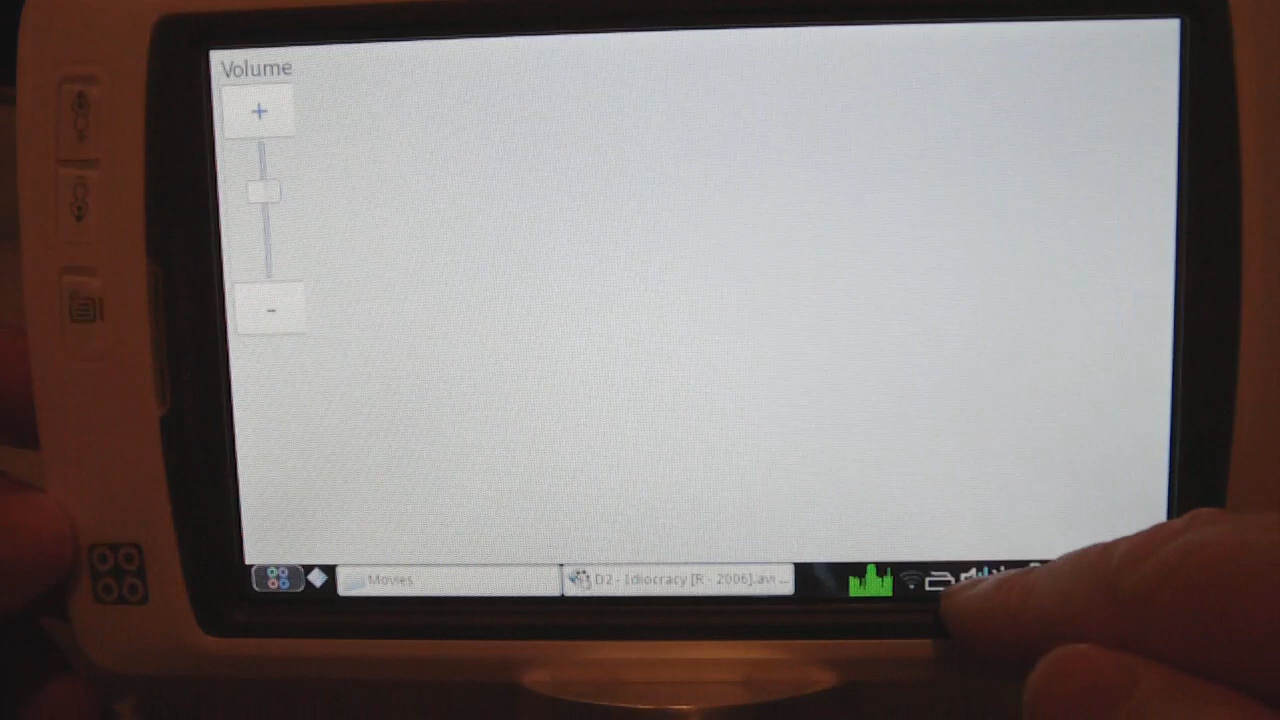 Volume
+
-
Movies
D2 - Idiocracy [R - 2006].avi ...